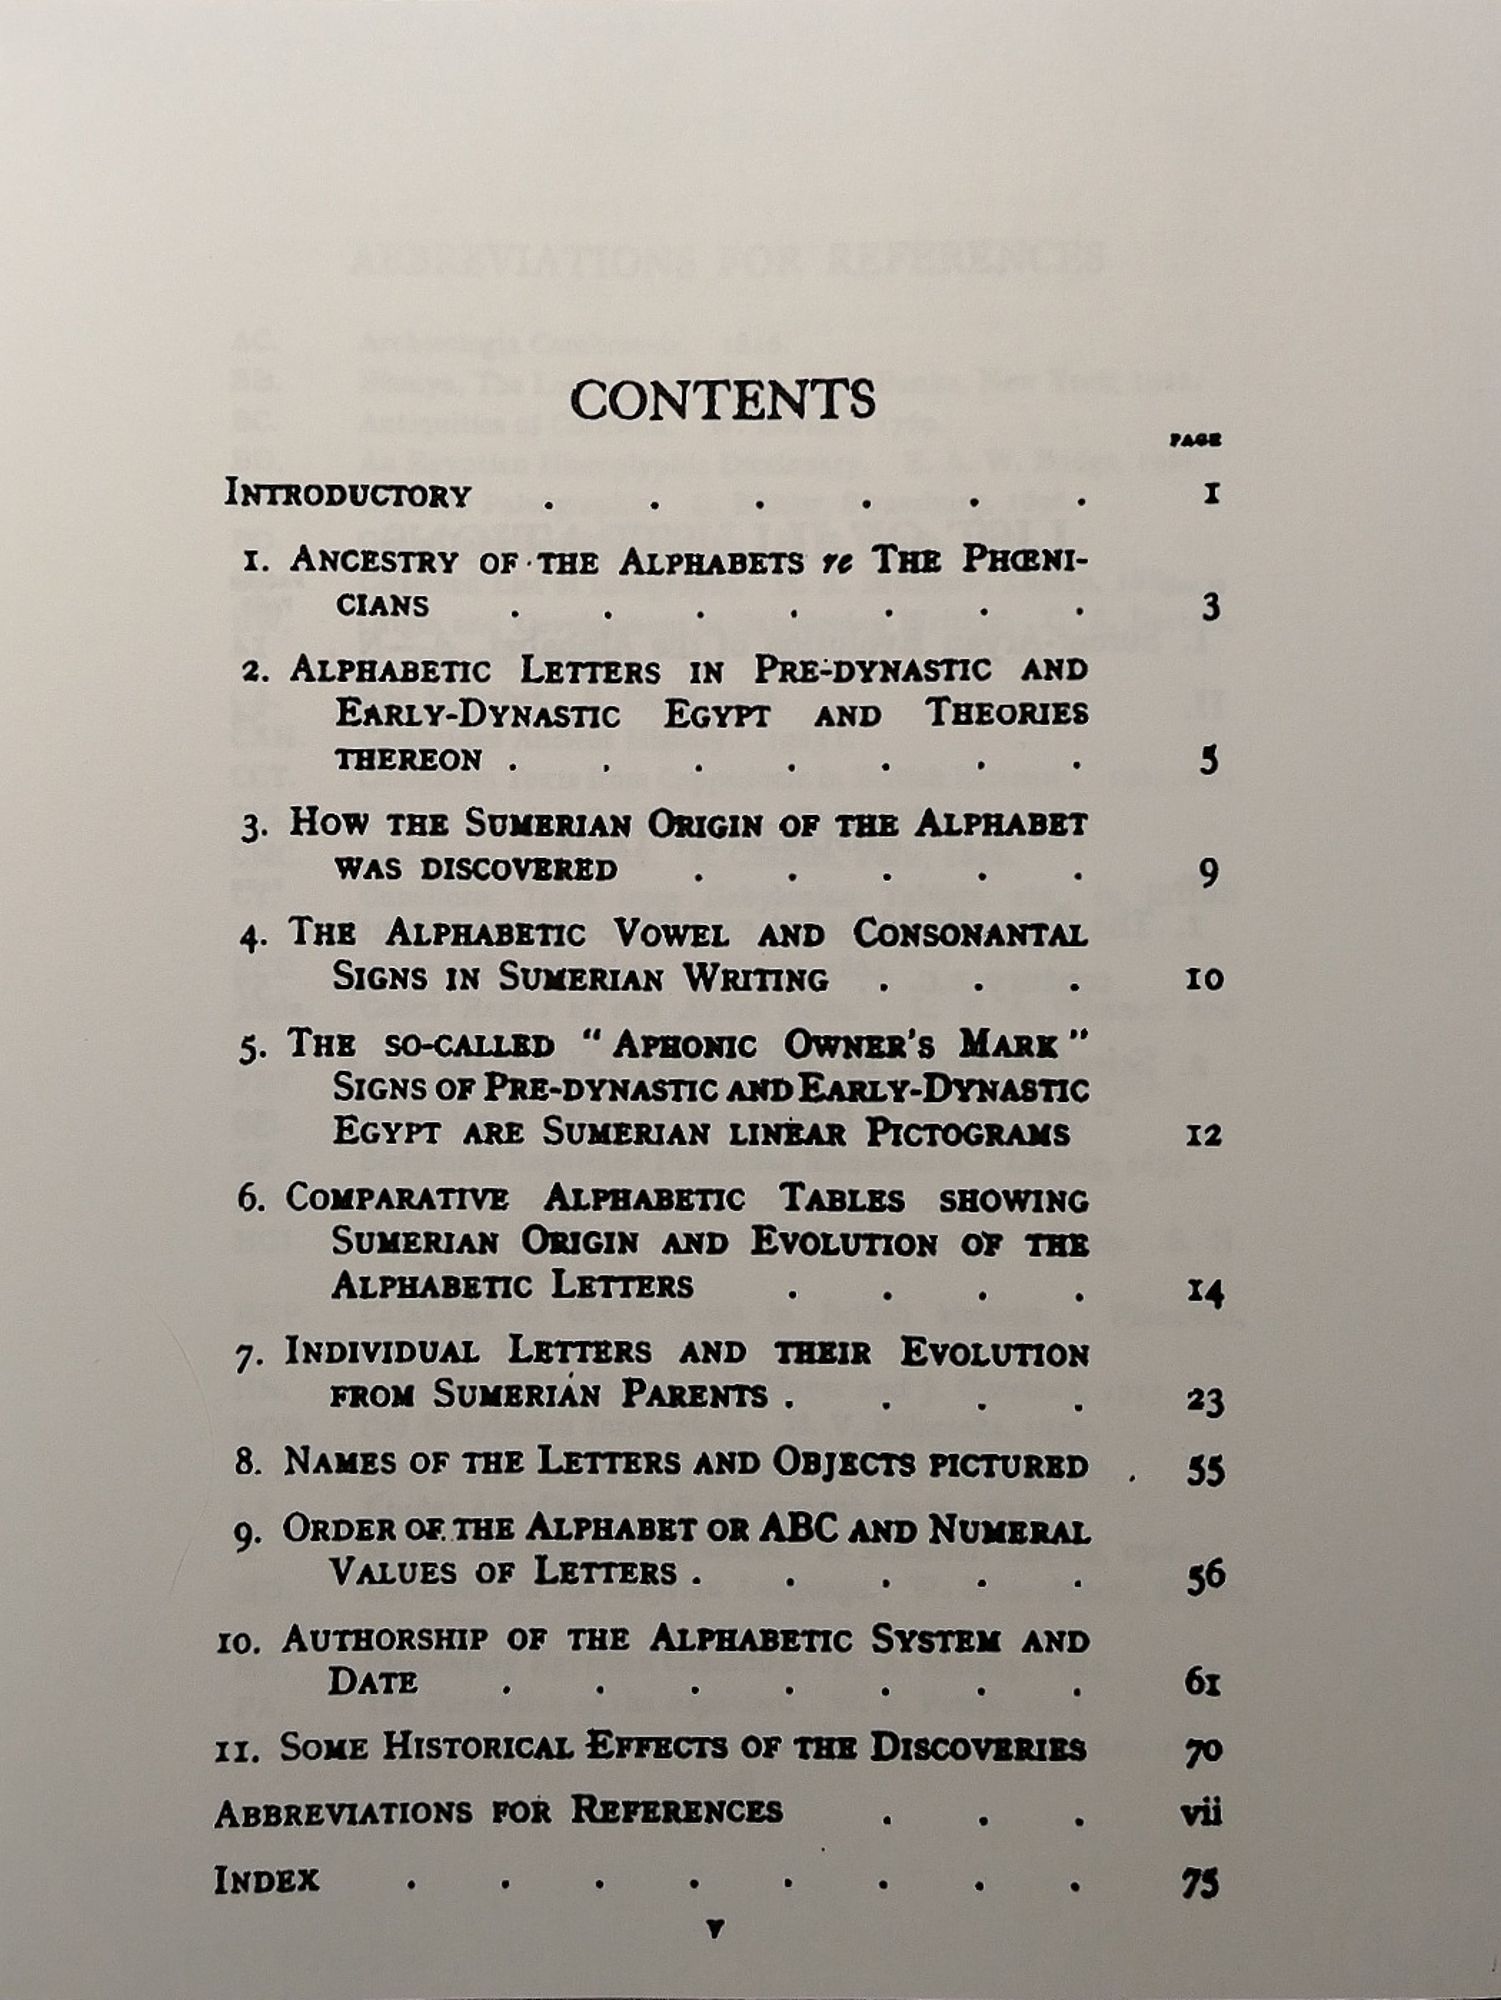 CONTENTS
PAGE
INTRODUCTORY . . . . . . 1
1. ANCESTRY OF THE ALPHABETS re THE PHŒNI-
CIANS . . . . . . . 3
2. ALPHABETIC LETTERS IN PRE-DYNASTIC AND
EARLY-DYNASTIC EGYPT AND THEORIES
THEREON . . . . . . . 5
3. HOW THE SUMERIAN ORIGIN OF THE ALPHABET
WAS DISCOVERED . . . . . 9
4. THE ALPHABETIC VOWEL AND CONSONANTAL
SIGNS IN SUMERIAN WRITING . . . 10
5. THE SO-CALLED "APHONIC OWNER'S MARK"
SIGNS OF PRE-DYNASTIC AND EARLY-DYNASTIC
EGYPT ARE SUMERIAN LINEAR PICTOGRAMS 12
6. COMPARATIVE ALPHABETIC TABLES SHOWING
SUMERIAN ORIGIN AND EVOLUTION OF THE
ALPHABETIC LETTERS . . . . 14
7. INDIVIDUAL LETTERS AND THEIR EVOLUTION
FROM SUMERIAN PARENTS . . . . 23
8. NAMES OF THE LETTERS AND OBJECTS PICTURED . 55
9. ORDER OF THE ALPHABET OR ABC AND NUMERAL
VALUES OF LETTERS . . . . . 56
10. AUTHORSHIP OF THE ALPHABETIC SYSTEM AND
DATE . . . . . . . 61
11. SOME HISTORICAL EFFECTS OF THE DISCOVERIES 70
ABBREVIATIONS FOR REFERENCES . . . vii
INDEX . . . . . . . . 75
v